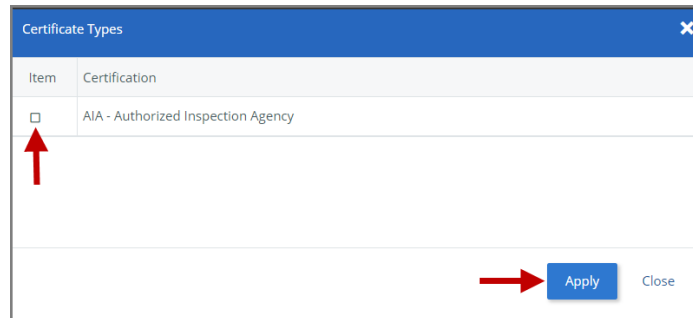 Certificate Types
Item Certification
AIA - Authorized Inspection Agency
Apply Close